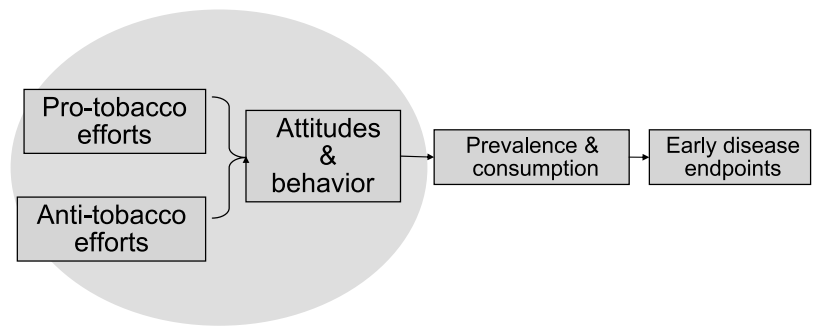 Pro-tobacco
efforts
Anti-tobacco
efforts
Attitudes
&
behavior
Prevalence &
consumption
Early disease
endpoints